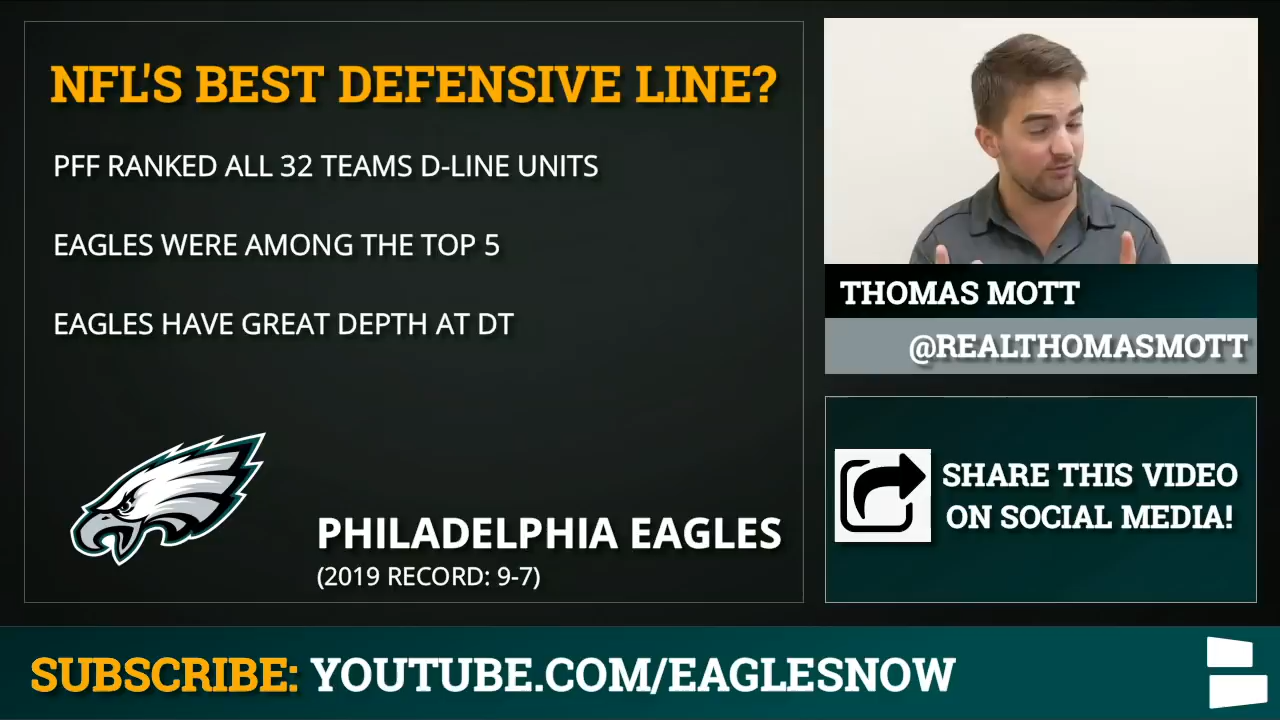 NFL'S BEST DEFENSIVE LINE?
PFF RANKED ALL 32 TEAMS D-LINE UNITS
EAGLES WERE AMONG THE TOP 5
EAGLES HAVE GREAT DEPTH AT DT
PHILADELPHIA EAGLES
(2019 RECORD: 9-7)
THOMAS MOTT
@REALTHOMASMOTT
SHARE THIS VIDEO
ON SOCIAL MEDIA!
SUBSCRIBE: YOUTUBE.COM/EAGLESNOW